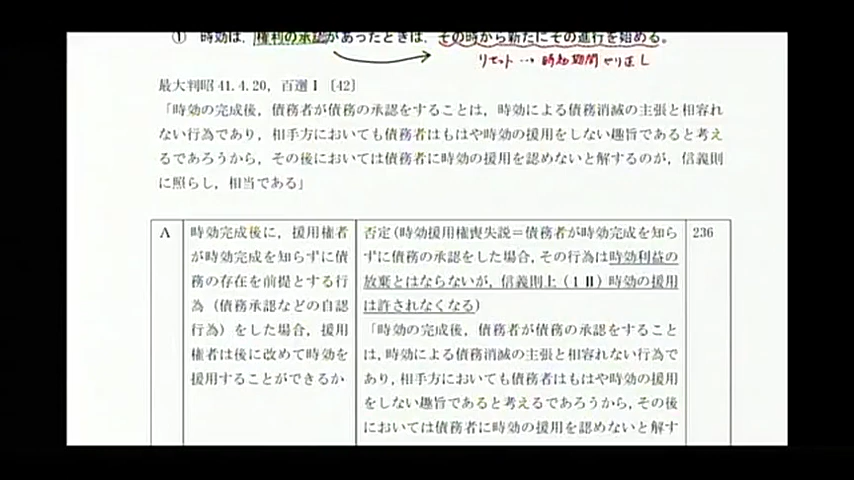 ① 時効は、権利の承認があったときは、その時から新たにその進行を始める。
リセット…時効期間やり直し
最大判昭 41.4.20，百選Ⅰ〔42〕
「時効の完成後，債務者が債務の承認をすることは，時効による債務消滅の主張と相容れ
ない行為であり，相手方においても債務者はもはや時効の援用をしない趣旨であると考え
るであろうから，その後においては債務者に時効の援用を認めないと解するのが，信義則
に照らし，相当である」
A
時効完成後に，援用権者
が時効完成を知らずに債
務の存在を前提とする行
為（債務承認などの自認
行為）をした場合，援用
権者は後に改めて時効を
援用することができるか
否定（時効援用権喪失説＝債務者が時効完成を知ら
ずに債務の承認をした場合，その行為は時効利益の
放棄とはならないが，信義則上（1Ⅱ）時効の援用
は許されなくなる）
「時効の完成後，債務者が債務の承認をすること
は，時効による債務消滅の主張と相容れない行為で
あり，相手方においても債務者はもはや時効の援用
をしない趣旨であると考えるであろうから，その後
においては債務者に時効の援用を認めないと解す
236